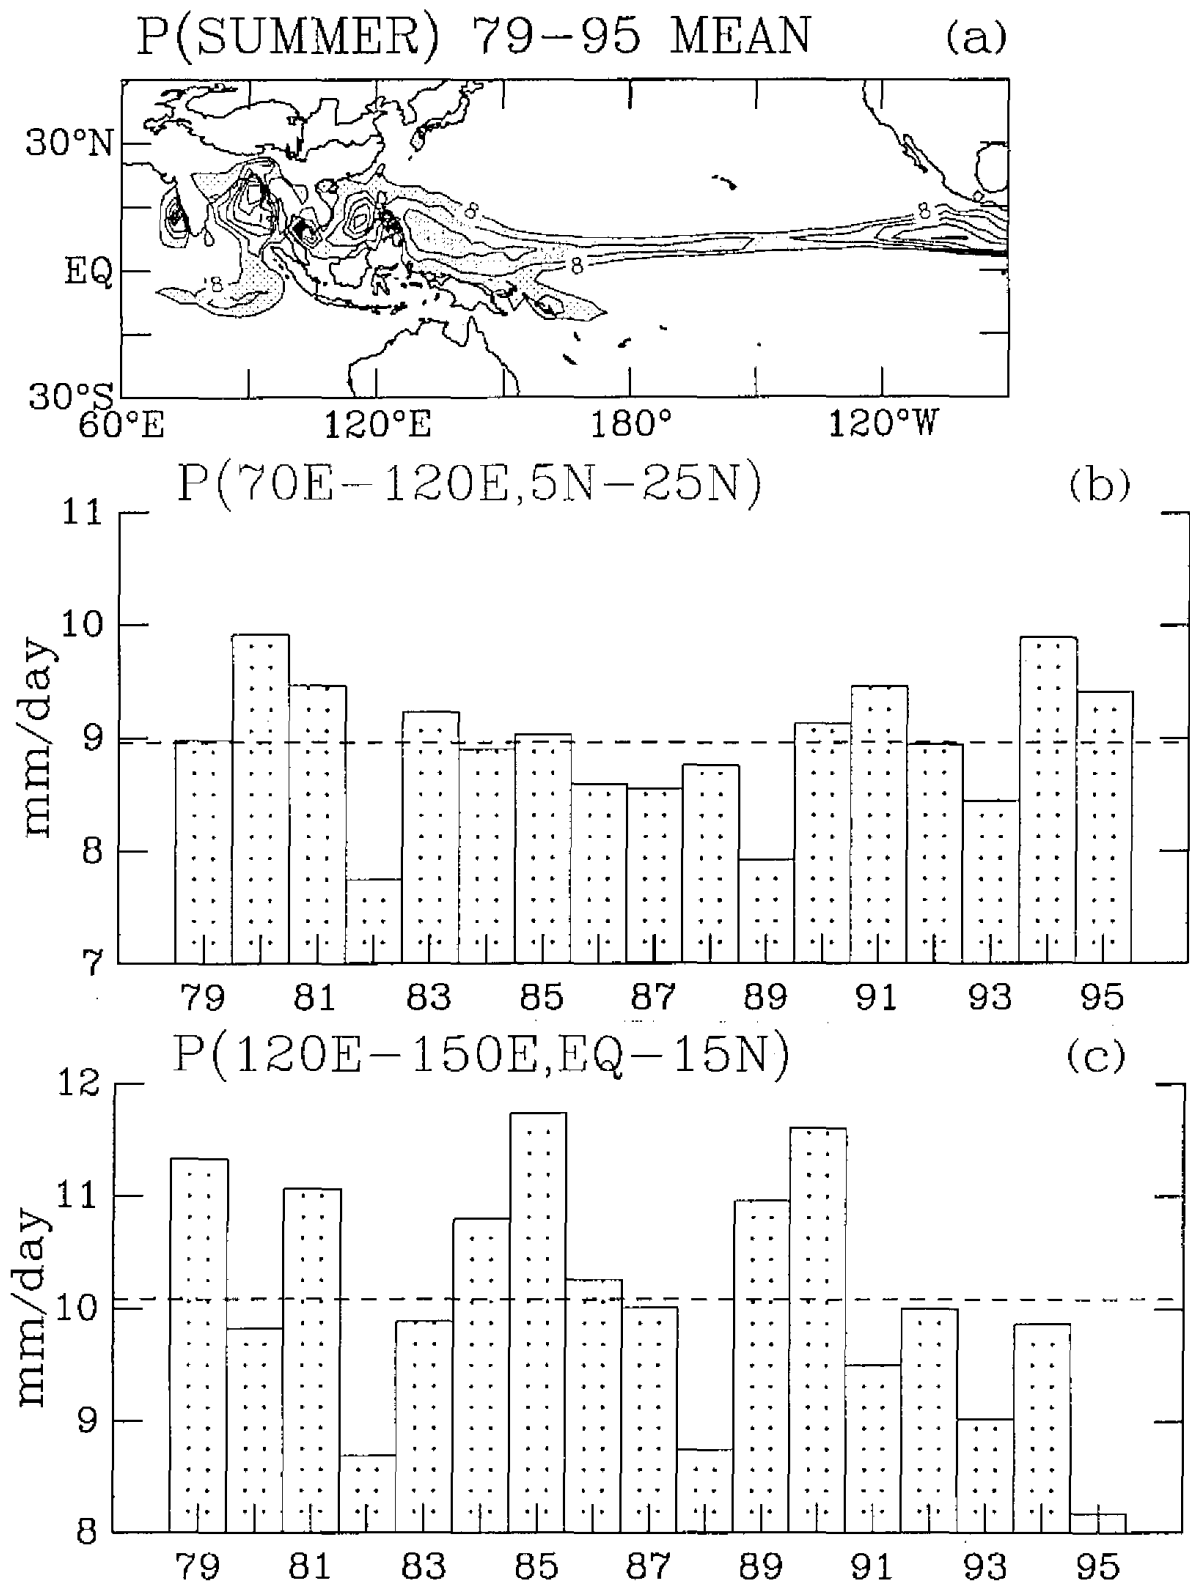 P(SUMMER) 79–95 MEAN (a)
30°N
EQ
30°S
8
8
8
8
60°E 120°E 180° 120°W
P(70E–120E,5N–25N) (b)
11
10
9
8
7
mm/day
79 81 83 85 87 89 91 93 95
P(120E–150E,EQ–15N) (c)
12
11
10
9
8
mm/day
79 81 83 85 87 89 91 93 95